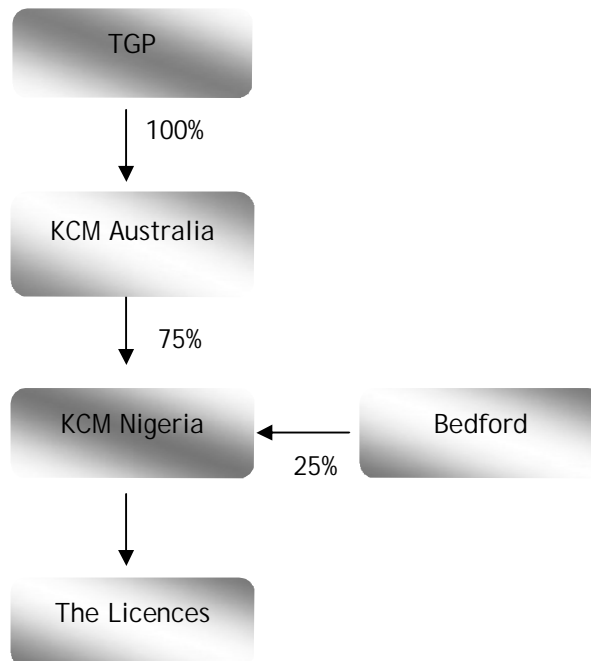 TGP
100%
KCM Australia
75%
KCM Nigeria
Bedford
25%
The Licences